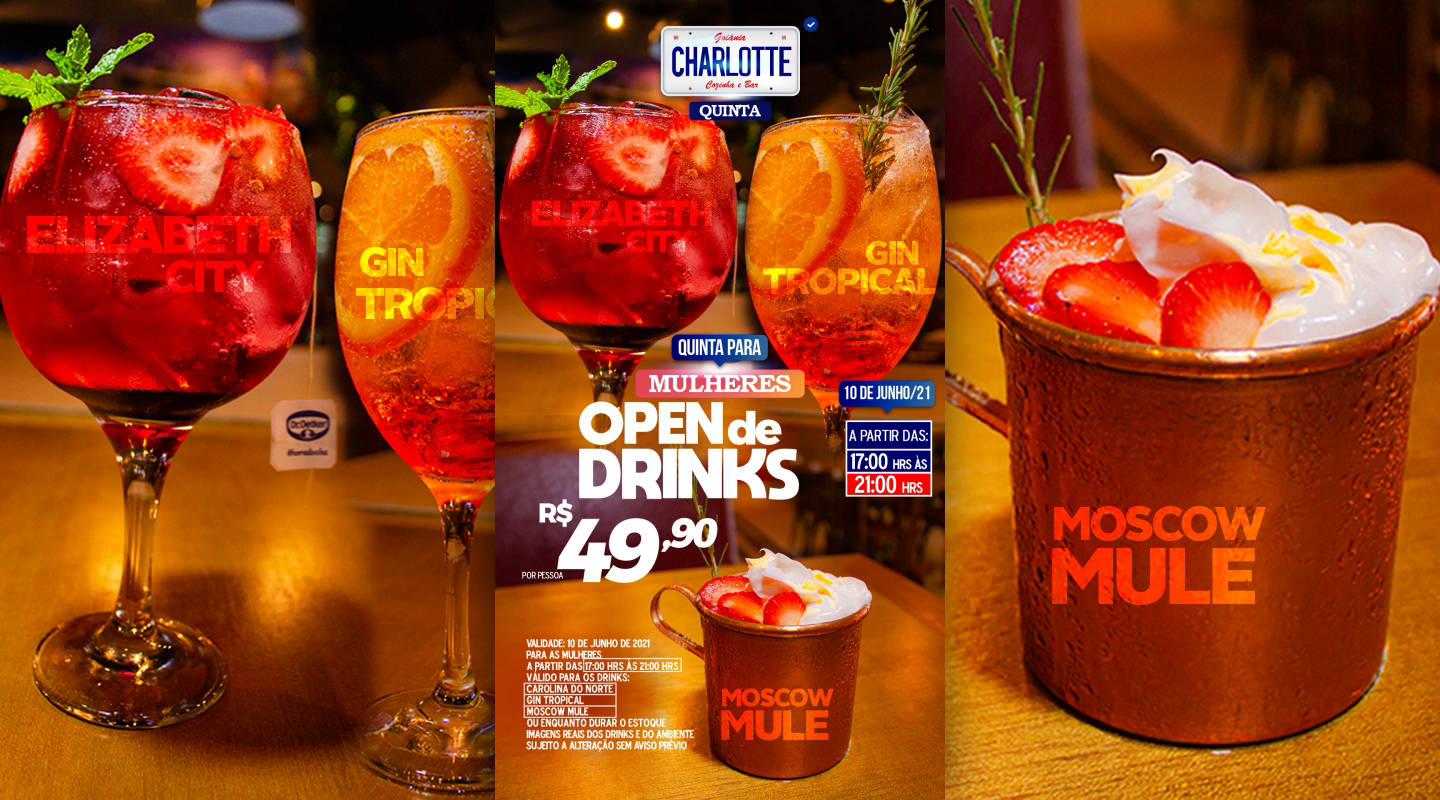 ELIZABETH
CITY
GIN
TROPIC
Dr.Oetker
Goiânia
CHARLOTTE
Cozinha e Bar
QUINTA
ELIZABETH
CITY
GIN
TROPICAL
QUINTA PARA
MULHERES
OPEN de
DRINKS
R$ 49,90
POR PESSOA
10 DE JUNHO/21
A PARTIR DAS:
17:00 HRS ÀS
21:00 HRS
VALIDADE: 10 DE JUNHO DE 2021
PARA AS MULHERES
A PARTIR DAS 17:00 HRS ÀS 21:00 HRS
VÁLIDO PARA OS DRINKS:
CAROLINA DO NORTE
GIN TROPICAL
MOSCOW MULE
OU ENQUANTO DURAR O ESTOQUE
IMAGENS REAIS DOS DRINKS E DO AMBIENTE
SUJEITO A ALTERAÇÃO SEM AVISO PRÉVIO
MOSCOW
MULE
MOSCOW
MULE